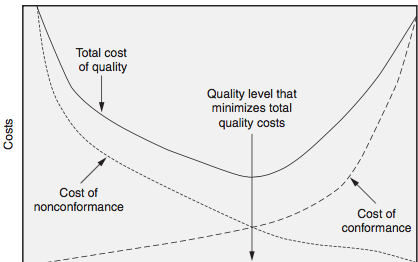 Total cost
of quality
Quality level that
minimizes total
quality costs
Costs
Cost of
nonconformance
Cost of
conformance